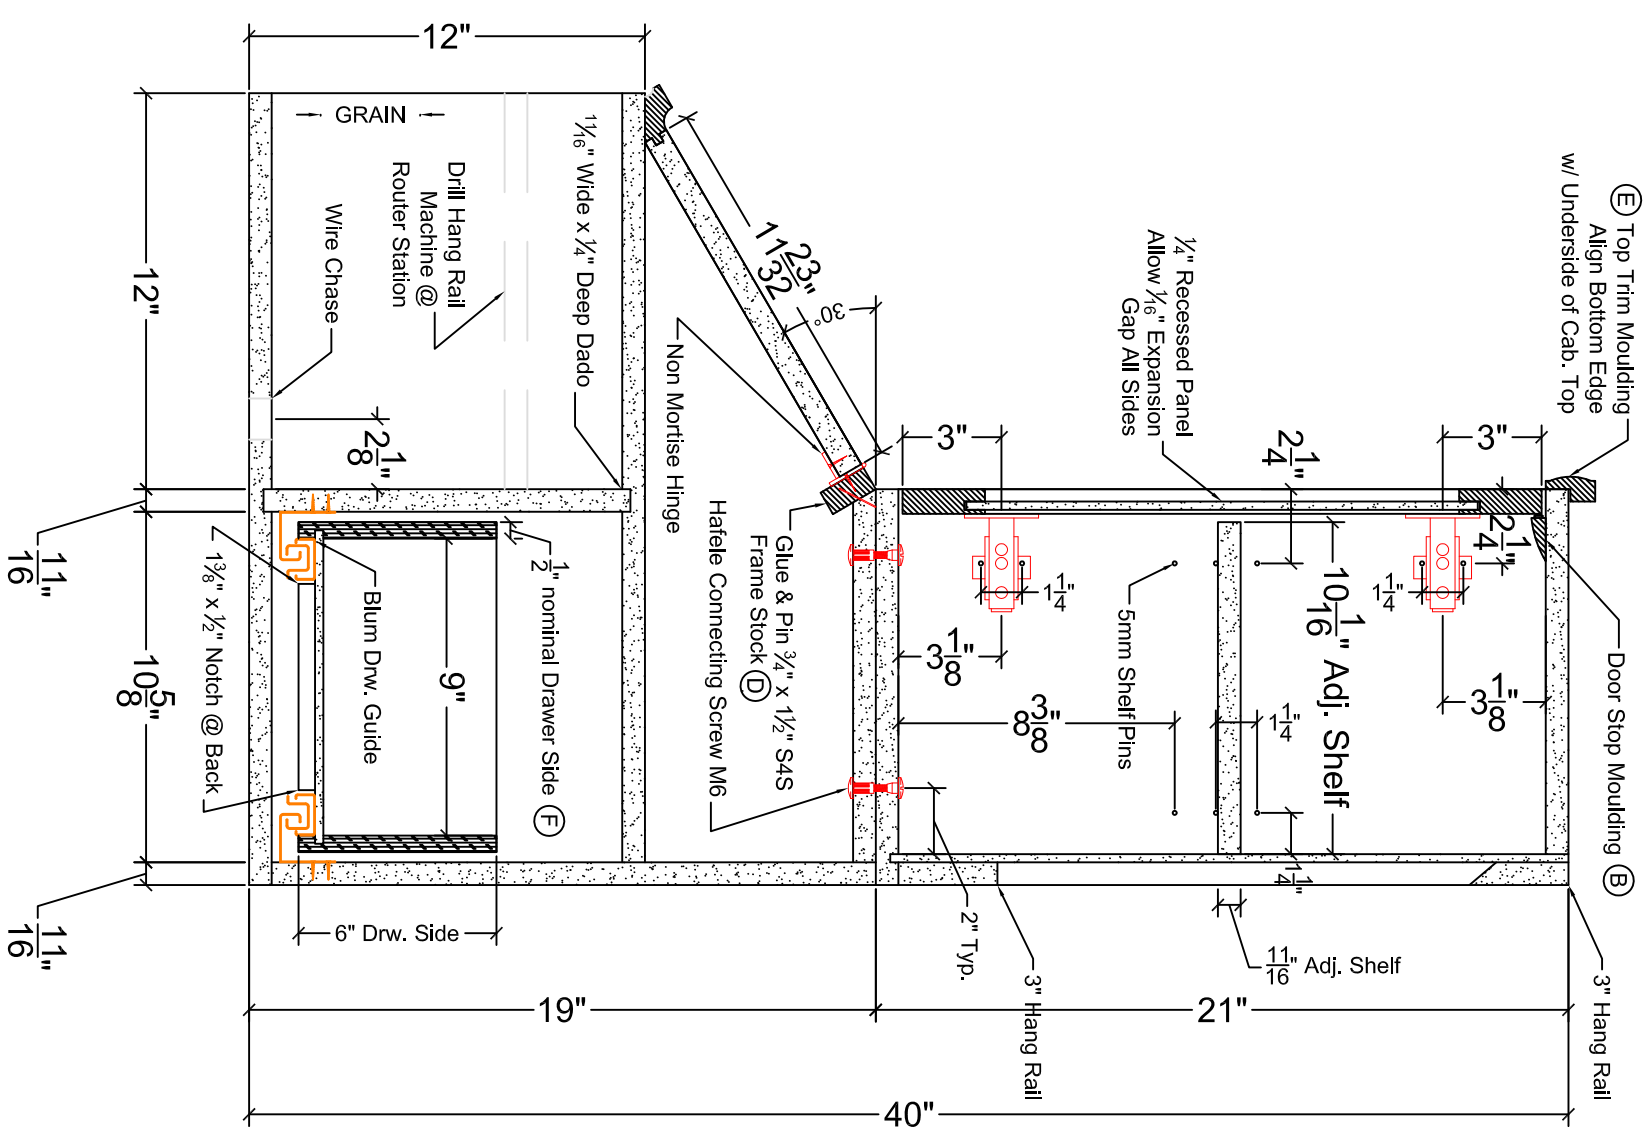 12"
GRAIN
11/16" Wide x 1/4" Deep Dado
Drill Hang Rail
Machine @
Router Station
Wire Chase
12"
2 1/8"
11/16"
10 5/8"
11/16"
11 23/32"
30°
Non Mortise Hinge
Glue & Pin 3/4" x 1 1/2" S4S
Frame Stock D
Hafele Connecting Screw M6
1/2" nominal Drawer Side F
Blum Drw. Guide
1 3/8" x 1/2" Notch @ Back
9"
6" Drw. Side
E Top Trim Moulding
Align Bottom Edge
w/ Underside of Cab. Top
1/4" Recessed Panel
Allow 1/16" Expansion
Gap All Sides
3"
2 1/4"
3"
2 1/4"
1 1/4"
1 1/4"
10 1/16" Adj. Shelf
5mm Shelf Pins
3 1/8"
3 1/8"
8 3/8"
1 1/4"
Door Stop Moulding B
1 1/4"
2" Typ.
11/16" Adj. Shelf
3" Hang Rail
3" Hang Rail
19"
21"
40"